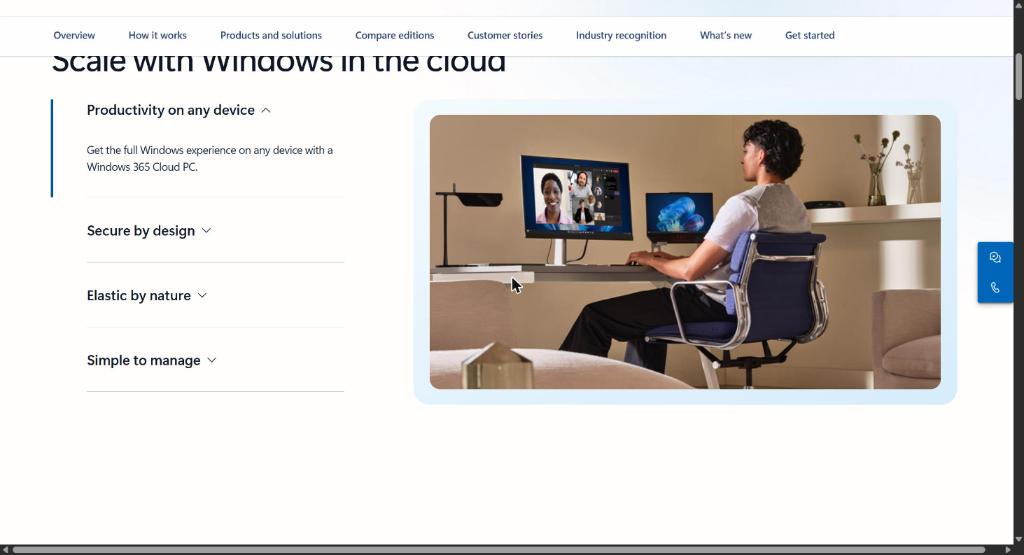 Overview
How it works
Products and solutions
Compare editions
Customer stories
Industry recognition
What's new
Get started
Scale with Windows in the cloud
Productivity on any device
Get the full Windows experience on any device with a
Windows 365 Cloud PC.
Secure by design
Elastic by nature
Simple to manage